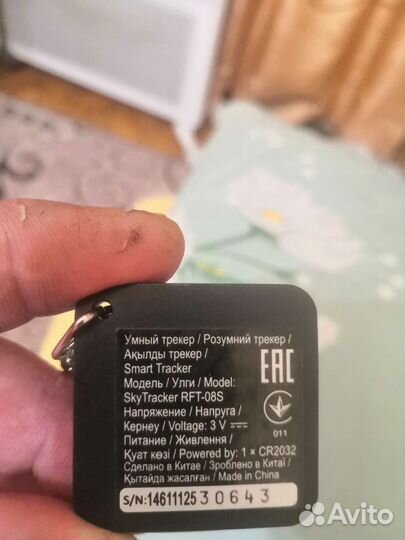 Умный трекер / Розумний трекер /
Ақылды трекер /
Smart Tracker
Модель / Улгi / Model:
SkyTracker RFT-08S
Напряжение / Напруга /
Кернеу / Voltage: 3 V
Питание / Живлення /
Қуат көзi / Powered by: 1 × CR2032
Сделано в Китае / Зроблено в Китаї /
Қытайда жасалған / Made in China
S/N: 14611125 30643
EAC
011
Avito